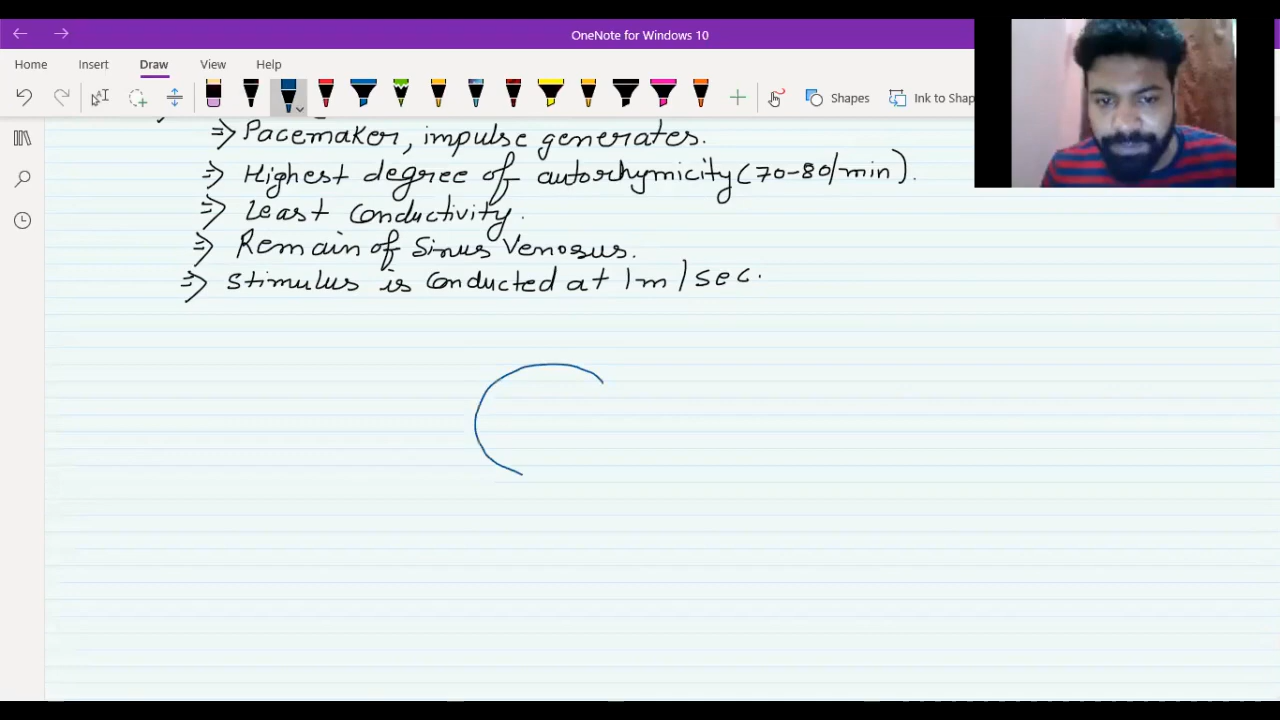 OneNote for Windows 10
Home Insert Draw View Help
Shapes Ink to Shap
⇒ Pacemaker, impulse generates.
⇒ Highest degree of autorhymicity (70-80/min).
⇒ Least conductivity.
⇒ Remain of Sinus Venosus.
⇒ Stimulus is conducted at 1m/sec.